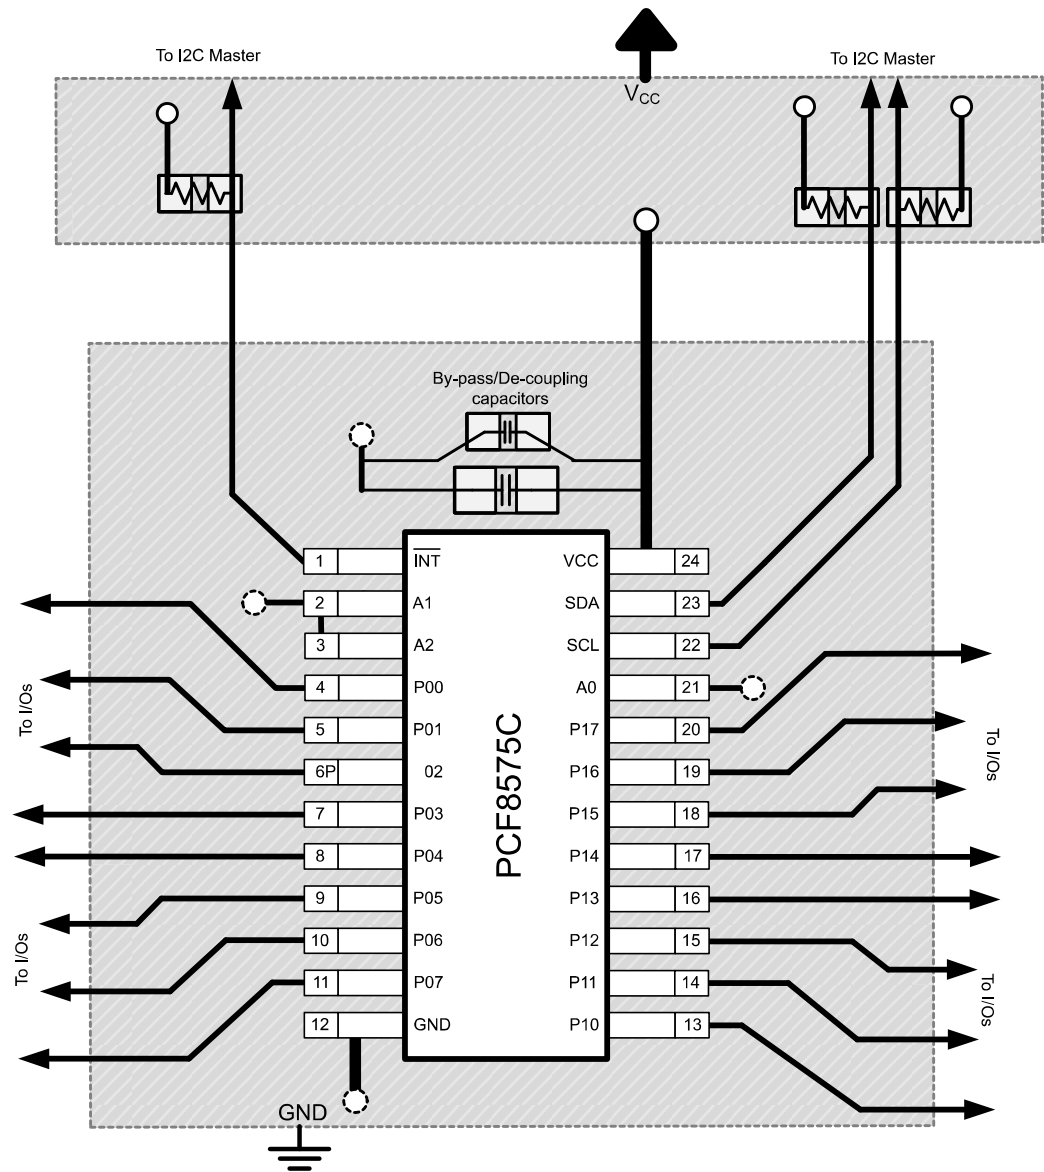 To I2C Master
To I2C Master
VCC
By-pass/De-coupling
capacitors
1 INT VCC 24
2 A1 SDA 23
3 A2 SCL 22
4 P00 A0 21
5 P01 P17 20
6P 02 P16 19
7 P03 P15 18
8 P04 P14 17
9 P05 P13 16
10 P06 P12 15
11 P07 P11 14
12 GND P10 13
PCF8575C
To I/Os
To I/Os
To I/Os
To I/Os
GND